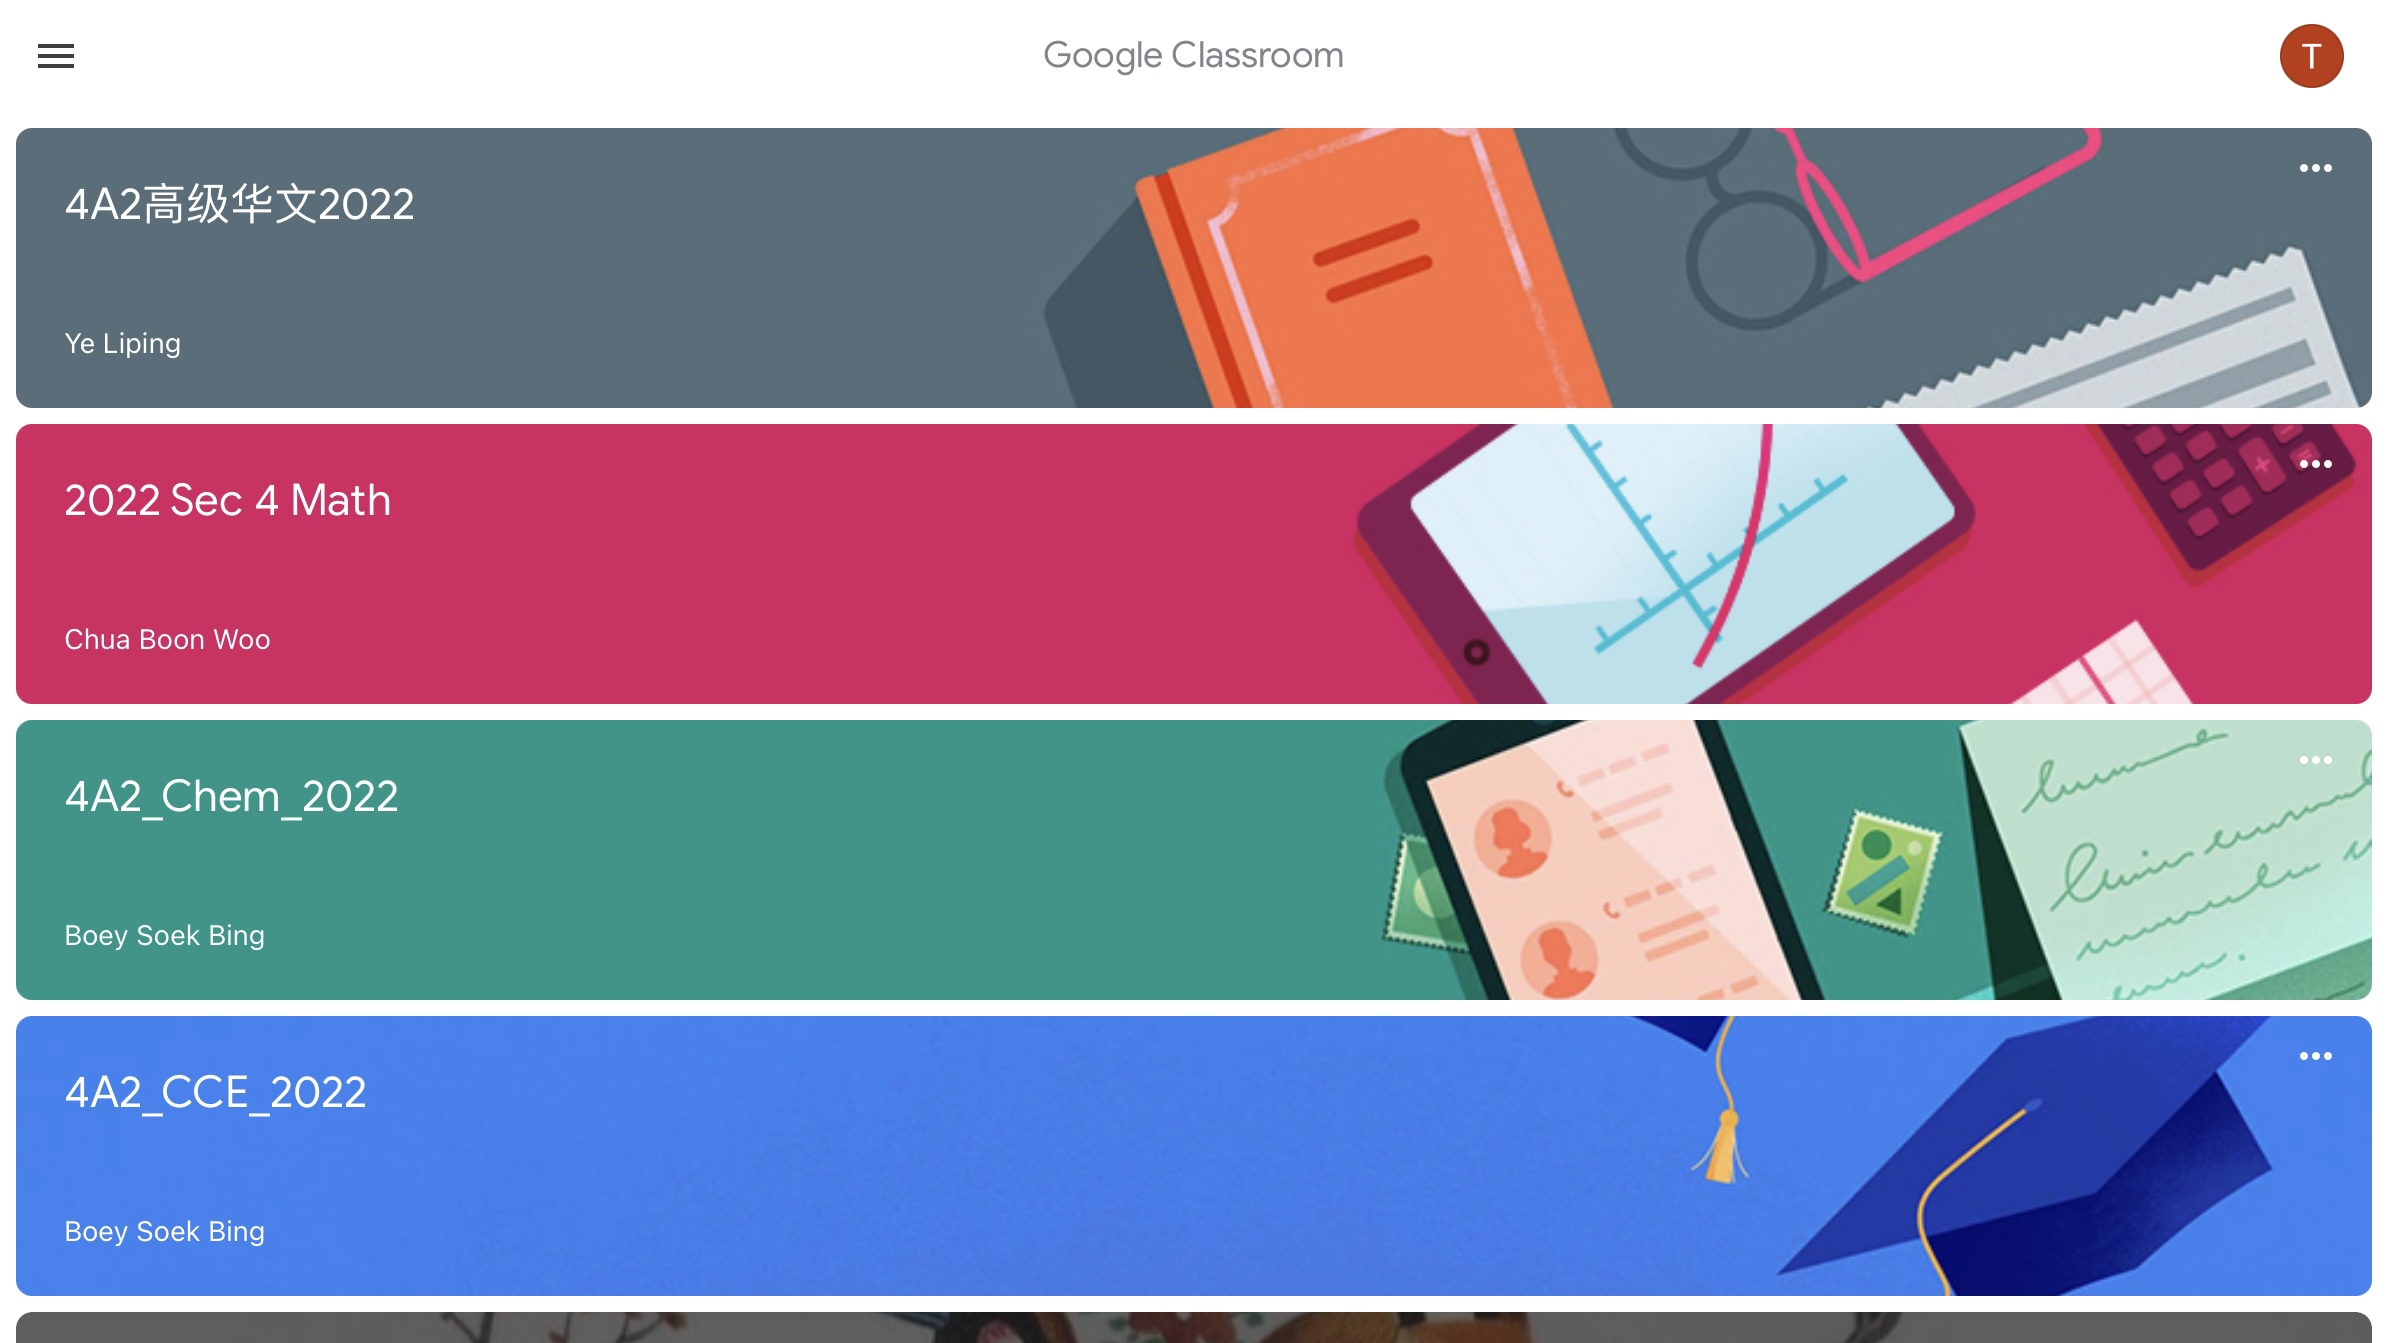 Google Classroom
T
4A2高级华文2022
Ye Liping
2022 Sec 4 Math
Chua Boon Woo
4A2_Chem_2022
Boey Soek Bing
4A2_CCE_2022
Boey Soek Bing